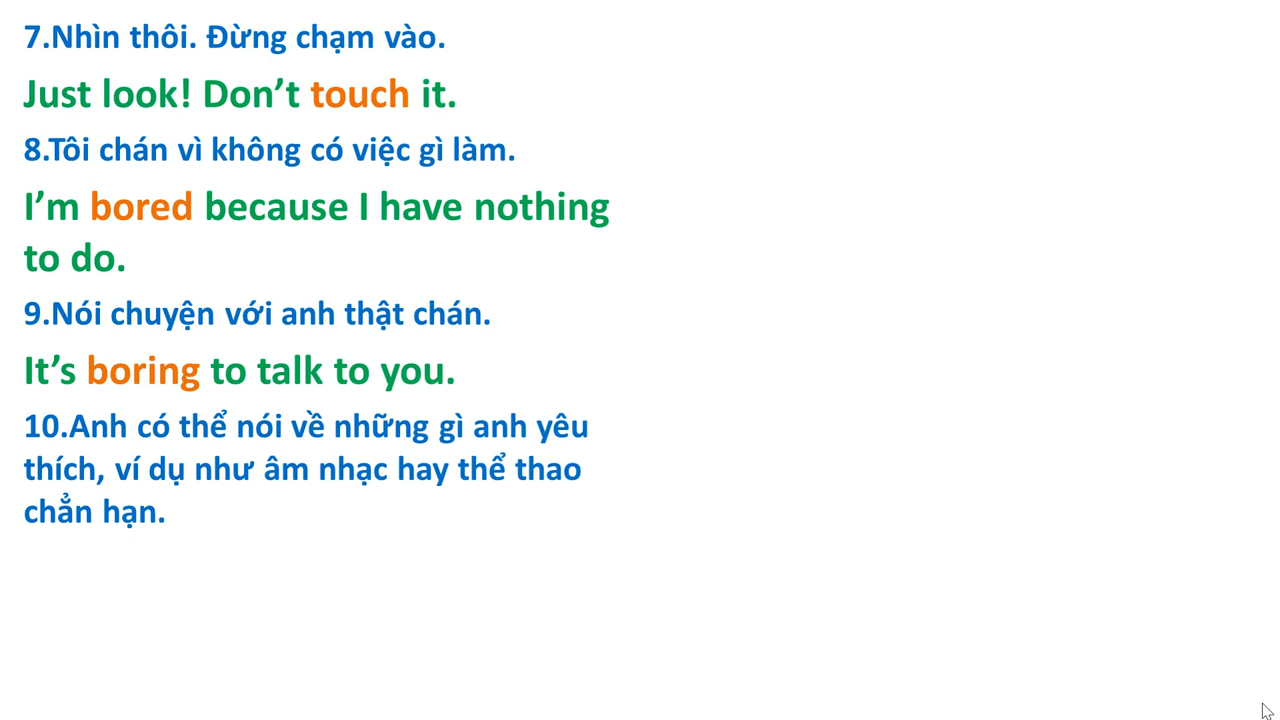 7.Nhìn thôi. Đừng chạm vào.
Just look! Don’t touch it.
8.Tôi chán vì không có việc gì làm.
I’m bored because I have nothing
to do.
9.Nói chuyện với anh thật chán.
It’s boring to talk to you.
10.Anh có thể nói về những gì anh yêu
thích, ví dụ như âm nhạc hay thể thao
chẳn hạn.